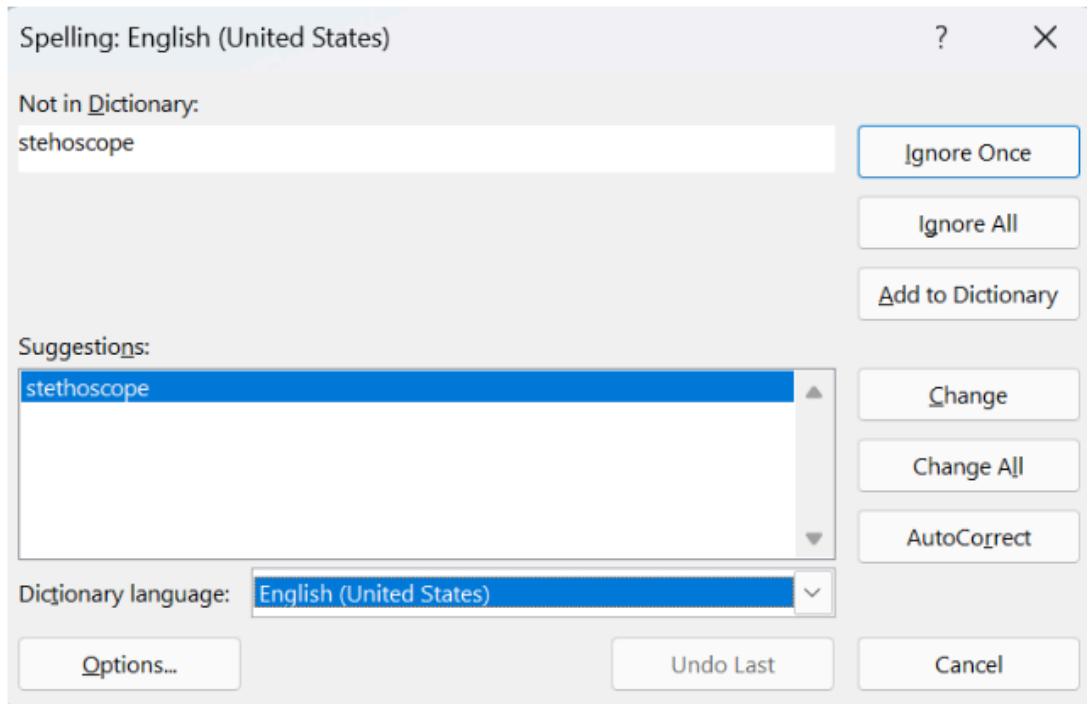 Spelling: English (United States)
?
Not in Dictionary:
stehoscope
Ignore Once
Ignore All
Add to Dictionary
Suggestions:
stethoscope
Change
Change All
AutoCorrect
Dictionary language: English (United States)
Options... Undo Last Cancel